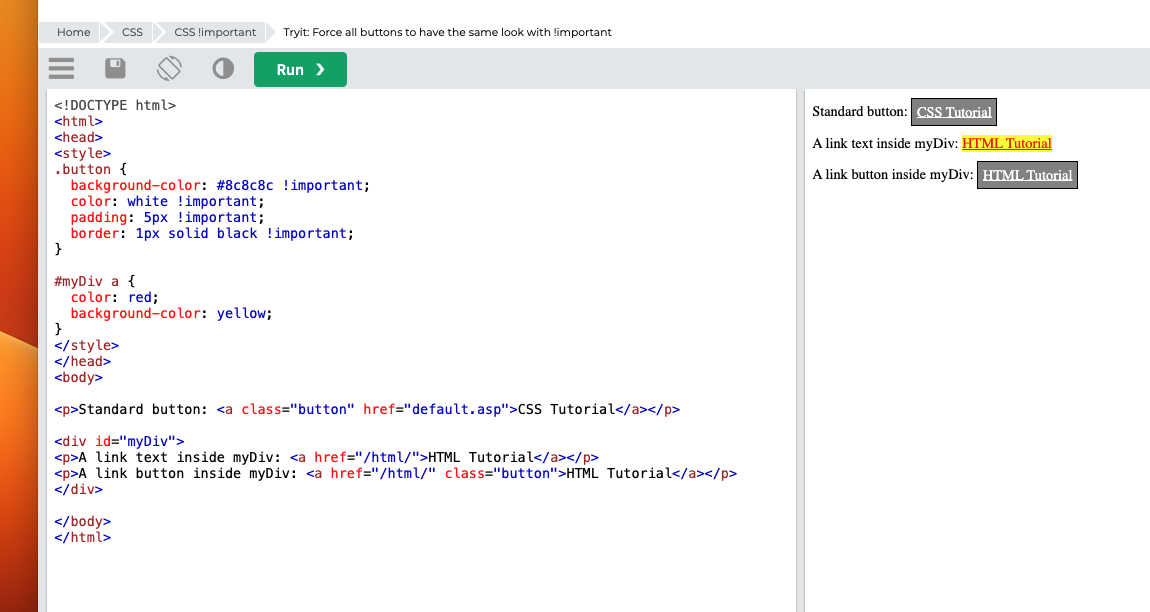 Home CSS CSS !important Tryit: Force all buttons to have the same look with !important
Run ❯
<!DOCTYPE html>
<html>
<head>
<style>
.button {
  background-color: #8c8c8c !important;
  color: white !important;
  padding: 5px !important;
  border: 1px solid black !important;
}

#myDiv a {
  color: red;
  background-color: yellow;
}
</style>
</head>
<body>

<p>Standard button: <a class="button" href="default.asp">CSS Tutorial</a></p>

<div id="myDiv">
<p>A link text inside myDiv: <a href="/html/">HTML Tutorial</a></p>
<p>A link button inside myDiv: <a href="/html/" class="button">HTML Tutorial</a></p>
</div>

</body>
</html>
Standard button: CSS Tutorial
A link text inside myDiv: HTML Tutorial
A link button inside myDiv: HTML Tutorial